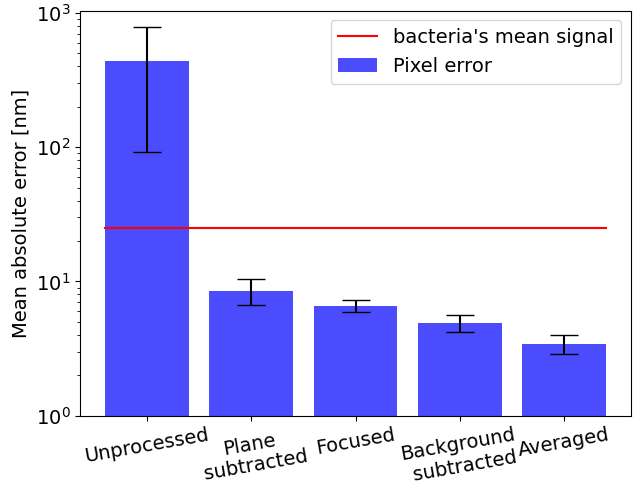 10³
10²
10¹
10⁰
Mean absolute error [nm]
bacteria's mean signal
Pixel error
Unprocessed
Plane
subtracted
Focused
Background
subtracted
Averaged